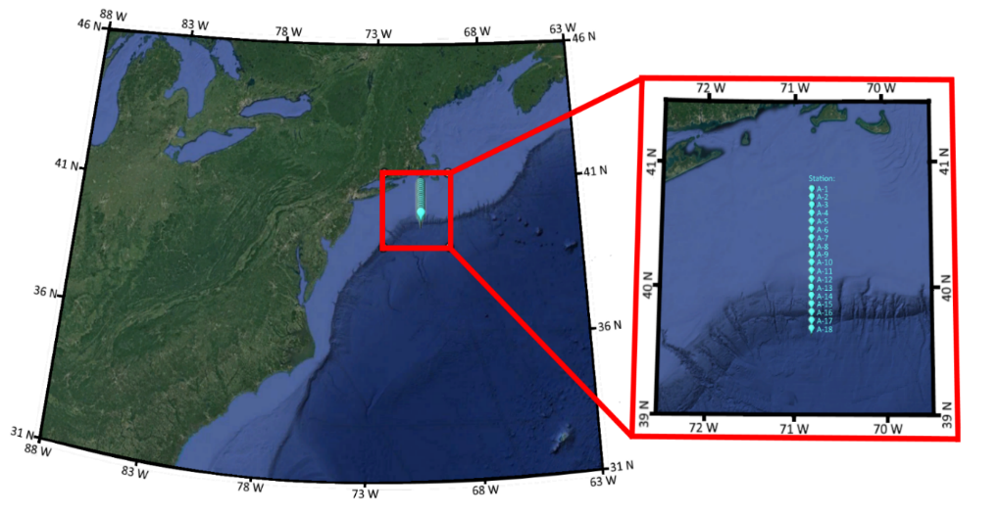 88 W
83 W
78 W
73 W
68 W
63 W
46 N
46 N
41 N
41 N
36 N
36 N
31 N
31 N
88 W
83 W
78 W
73 W
68 W
63 W
72 W
71 W
70 W
41 N
41 N
Station:
A-1
A-2
A-3
A-4
A-5
A-6
A-7
A-8
A-9
A-10
A-11
A-12
A-13
A-14
A-15
A-16
A-17
A-18
40 N
40 N
39 N
39 N
72 W
71 W
70 W